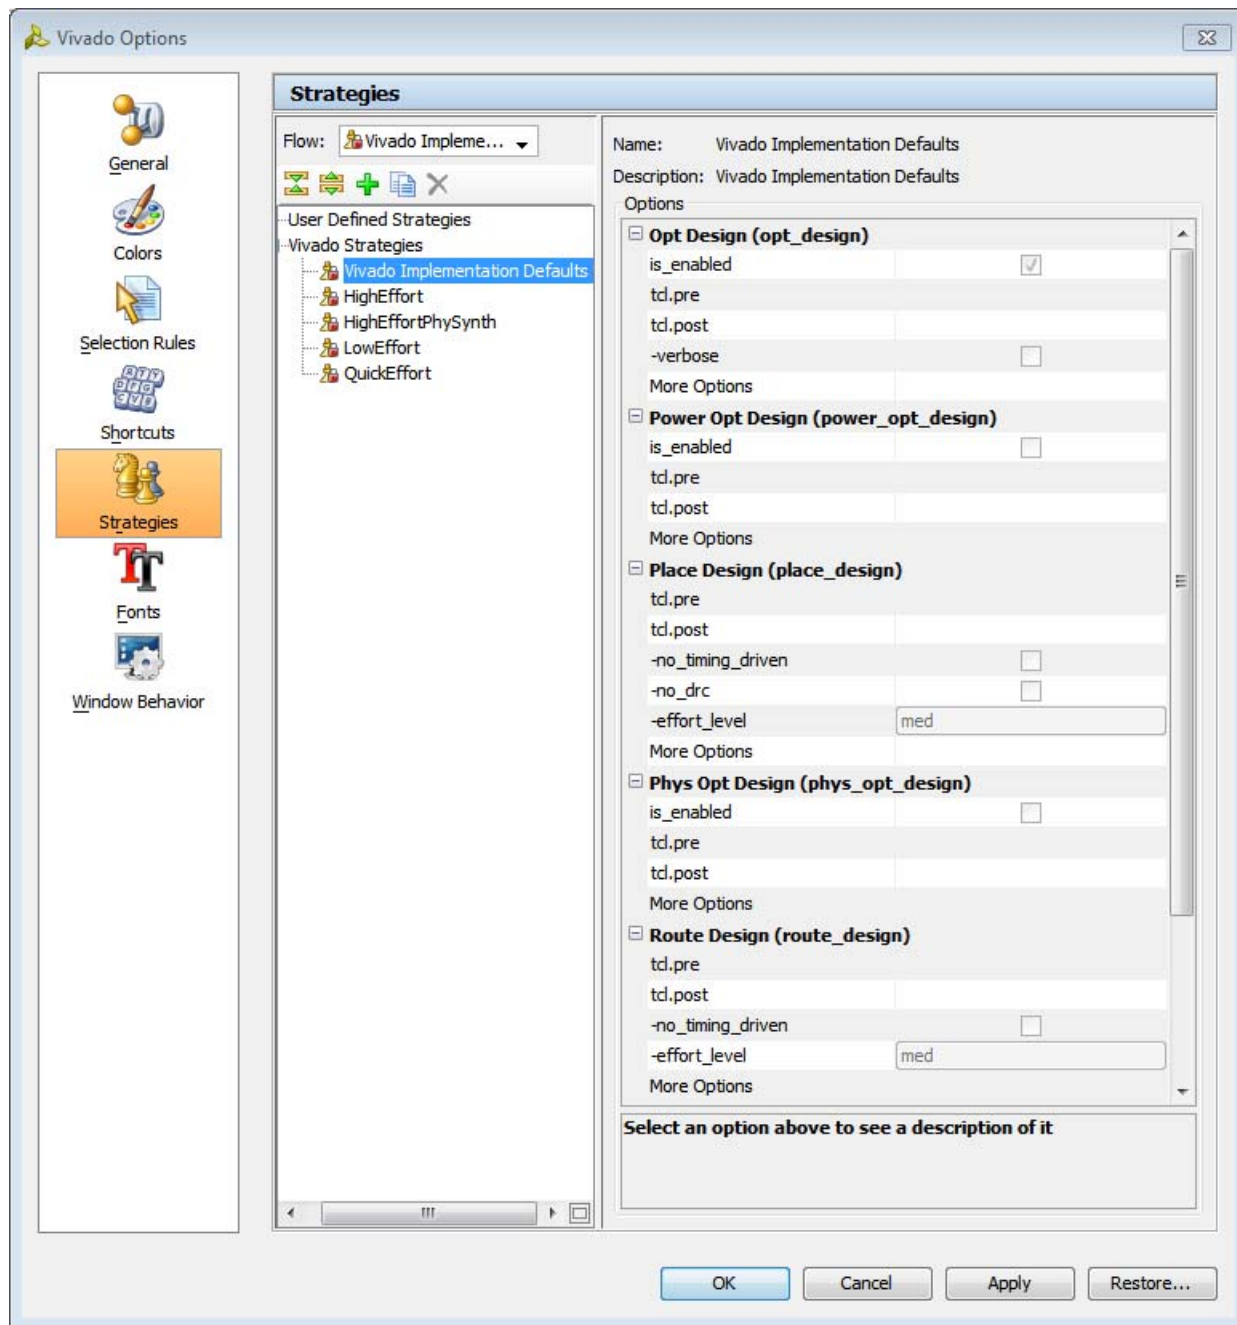 Vivado Options
General
Colors
Selection Rules
Shortcuts
Strategies
Fonts
Window Behavior
Strategies
Flow: Vivado Impleme...
User Defined Strategies
Vivado Strategies
Vivado Implementation Defaults
HighEffort
HighEffortPhySynth
LowEffort
QuickEffort
Name: Vivado Implementation Defaults
Description: Vivado Implementation Defaults
Options
Opt Design (opt_design)
is_enabled
tcl.pre
tcl.post
-verbose
More Options
Power Opt Design (power_opt_design)
is_enabled
tcl.pre
tcl.post
More Options
Place Design (place_design)
tcl.pre
tcl.post
-no_timing_driven
-no_drc
-effort_level med
More Options
Phys Opt Design (phys_opt_design)
is_enabled
tcl.pre
tcl.post
More Options
Route Design (route_design)
tcl.pre
tcl.post
-no_timing_driven
-effort_level med
More Options
Select an option above to see a description of it
OK Cancel Apply Restore...